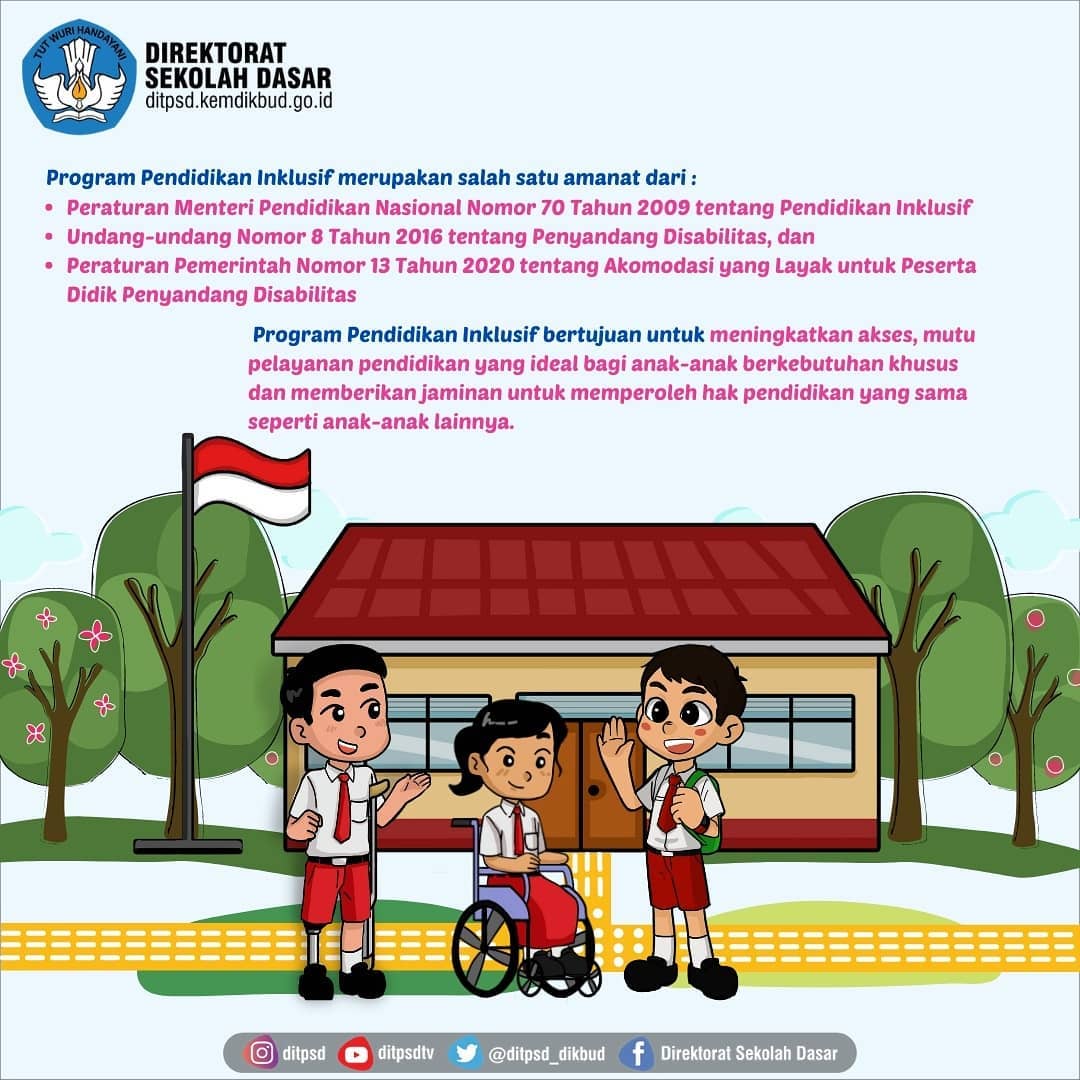 TUT WURI HANDAYANI
DIREKTORAT
SEKOLAH DASAR
ditpsd.kemdikbud.go.id
Program Pendidikan Inklusif merupakan salah satu amanat dari :
• Peraturan Menteri Pendidikan Nasional Nomor 70 Tahun 2009 tentang Pendidikan Inklusif
• Undang-undang Nomor 8 Tahun 2016 tentang Penyandang Disabilitas, dan
• Peraturan Pemerintah Nomor 13 Tahun 2020 tentang Akomodasi yang Layak untuk Peserta
Didik Penyandang Disabilitas
Program Pendidikan Inklusif bertujuan untuk meningkatkan akses, mutu
pelayanan pendidikan yang ideal bagi anak-anak berkebutuhan khusus
dan memberikan jaminan untuk memperoleh hak pendidikan yang sama
seperti anak-anak lainnya.
ditpsd ditpsdtv @ditpsd_dikbud Direktorat Sekolah Dasar